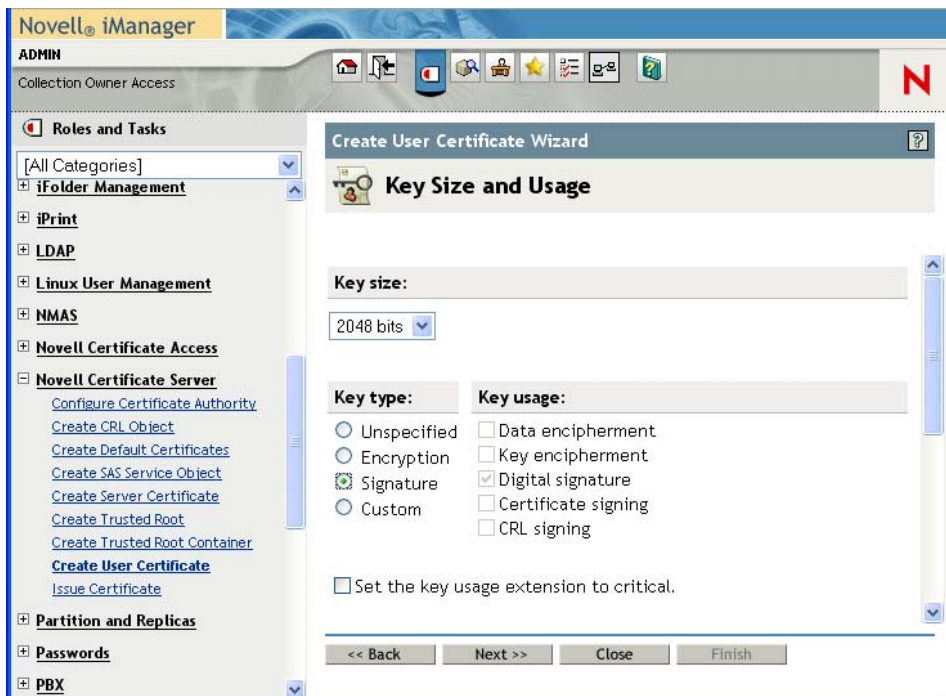 Novell® iManager
ADMIN
Collection Owner Access
N
Roles and Tasks
[All Categories]
iFolder Management
iPrint
LDAP
Linux User Management
NMAS
Novell Certificate Access
Novell Certificate Server
Configure Certificate Authority
Create CRL Object
Create Default Certificates
Create SAS Service Object
Create Server Certificate
Create Trusted Root
Create Trusted Root Container
Create User Certificate
Issue Certificate
Partition and Replicas
Passwords
PBX
Create User Certificate Wizard
?
Key Size and Usage
Key size:
2048 bits
Key type:
Unspecified
Encryption
Signature
Custom
Key usage:
Data encipherment
Key encipherment
Digital signature
Certificate signing
CRL signing
Set the key usage extension to critical.
<< Back
Next >>
Close
Finish